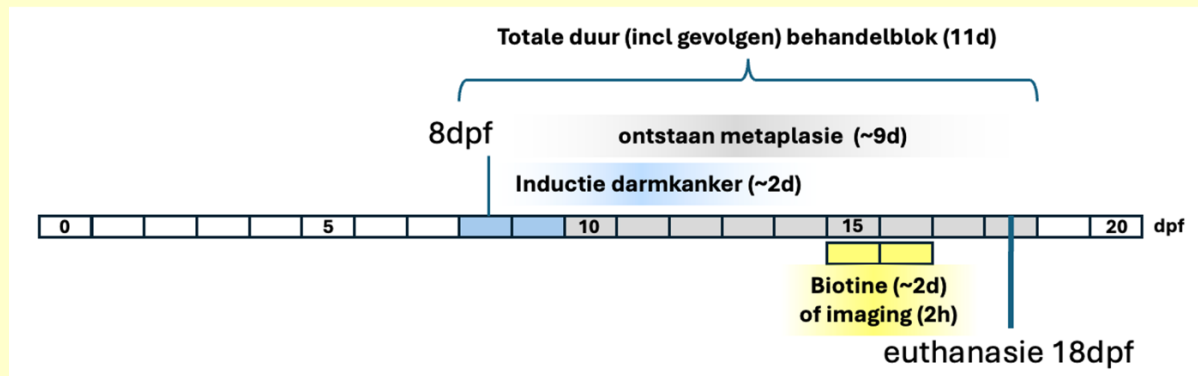 Totale duur (incl gevolgen) behandelblok (11d)
8dpf
ontstaan metaplasie (~9d)
Inductie darmkanker (~2d)
0 5 10 15 20 dpf
Biotine (~2d)
of imaging (2h)
euthanasie 18dpf